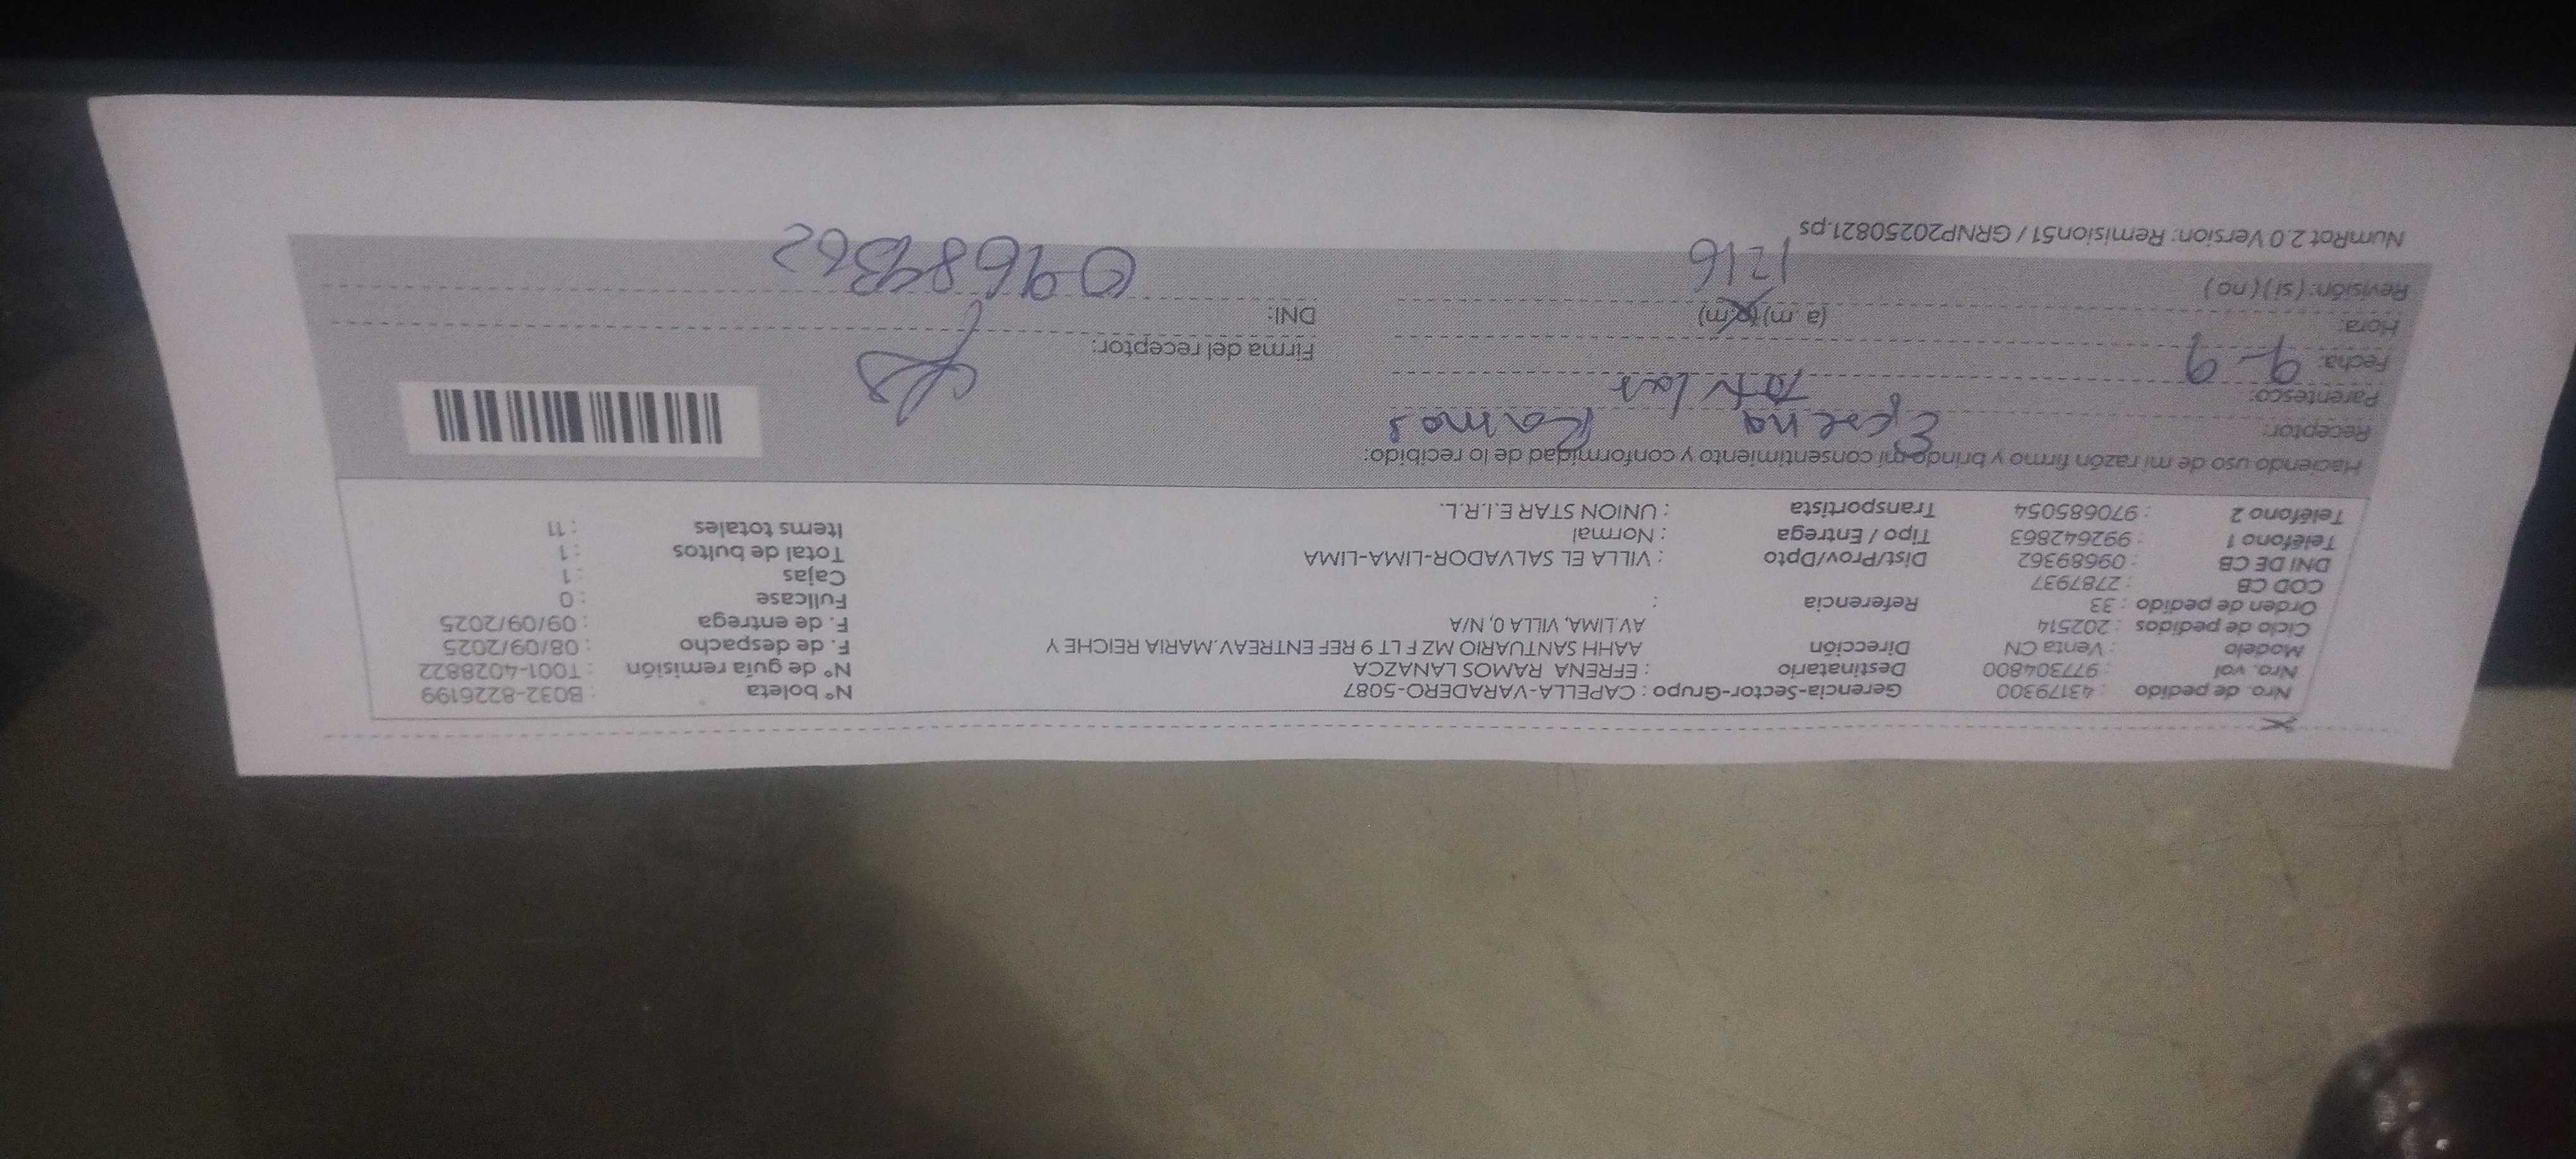 Nro. de pedido : 43179300 Gerencia-Sector-Grupo : CAPELLA-VARADERO-5087 N° boleta : B032-8226199
Nro. vol : 977304800 Destinatario : EFRENA RAMOS LANAZCA N° de guía remisión : T001-4028822
Modelo : Venta CN Dirección AAHH SANTUARIO MZ F LT 9 REF ENTREAV.MARIA REICHE Y F. de despacho : 08/09/2025
Ciclo de pedidos : 202514 AV.LIMA, VILLA 0, N/A F. de entrega : 09/09/2025
Orden de pedido : 33 Referencia : Fullcase : 0
COD CB : 2787937 Cajas : 1
DNI DE CB : 09689362 Dist/Prov/Dpto : VILLA EL SALVADOR-LIMA-LIMA Total de bultos : 1
Teléfono 1 : 992642863 Tipo / Entrega : Normal Items totales : 11
Teléfono 2 : 970685054 Transportista : UNION STAR E.I.R.L.
Haciendo uso de mi razón firmo y brindo mi consentimiento y conformidad de lo recibido:
Receptor: Efrena Ramos
Parentesco: Titular
Fecha: 9-9 Firma del receptor:
Hora: (a .m) (p.m) DNI: 09689362
Revisión: (si) (no) 1216
NumRot 2.0 Version: Remision51 / GRNP20250821.ps